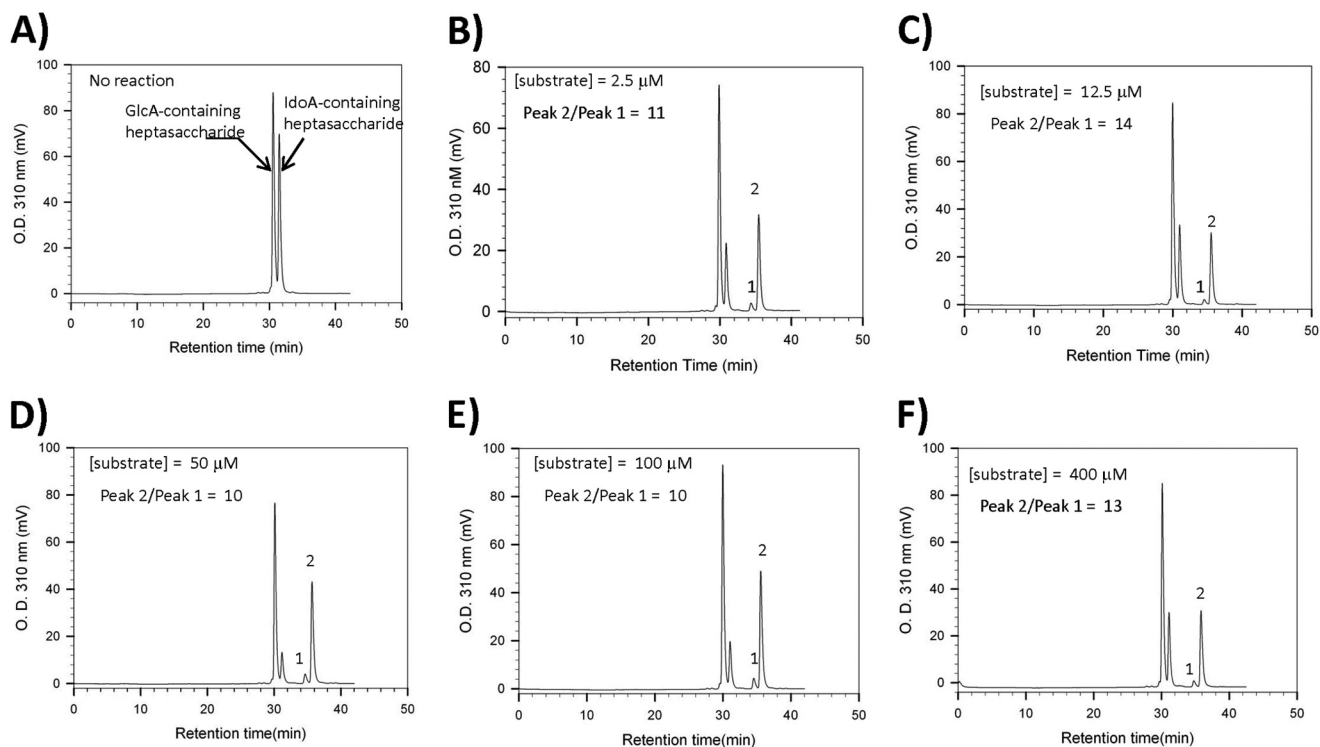 A)
No reaction
GlcA-containing
heptasaccharide
IdoA-containing
heptasaccharide
O.D. 310 nm (mV)
100
80
60
40
20
0
0 10 20 30 40 50
Retention time (min)
B)
[substrate] = 2.5 μM
Peak 2/Peak 1 = 11
O.D. 310 nM (mV)
80
60
40
20
0
1
2
0 10 20 30 40 50
Retention Time (min)
C)
[substrate] = 12.5 μM
Peak 2/Peak 1 = 14
O.D. 310 nm (mV)
100
80
60
40
20
0
1
2
0 10 20 30 40 50
Retention Time (min)
D)
[substrate] = 50 μM
Peak 2/Peak 1 = 10
O. D. 310 nm (mV)
100
80
60
40
20
0
1
2
0 10 20 30 40 50
Retention time(min)
E)
[substrate] = 100 μM
Peak 2/Peak 1 = 10
O.D. 310 nm (mV)
100
80
60
40
20
0
1
2
0 10 20 30 40 50
Retention time(min)
F)
[substrate] = 400 μM
Peak 2/Peak 1 = 13
O. D. 310 nm (mV)
100
80
60
40
20
0
1
2
0 10 20 30 40 50
Retention time(min)